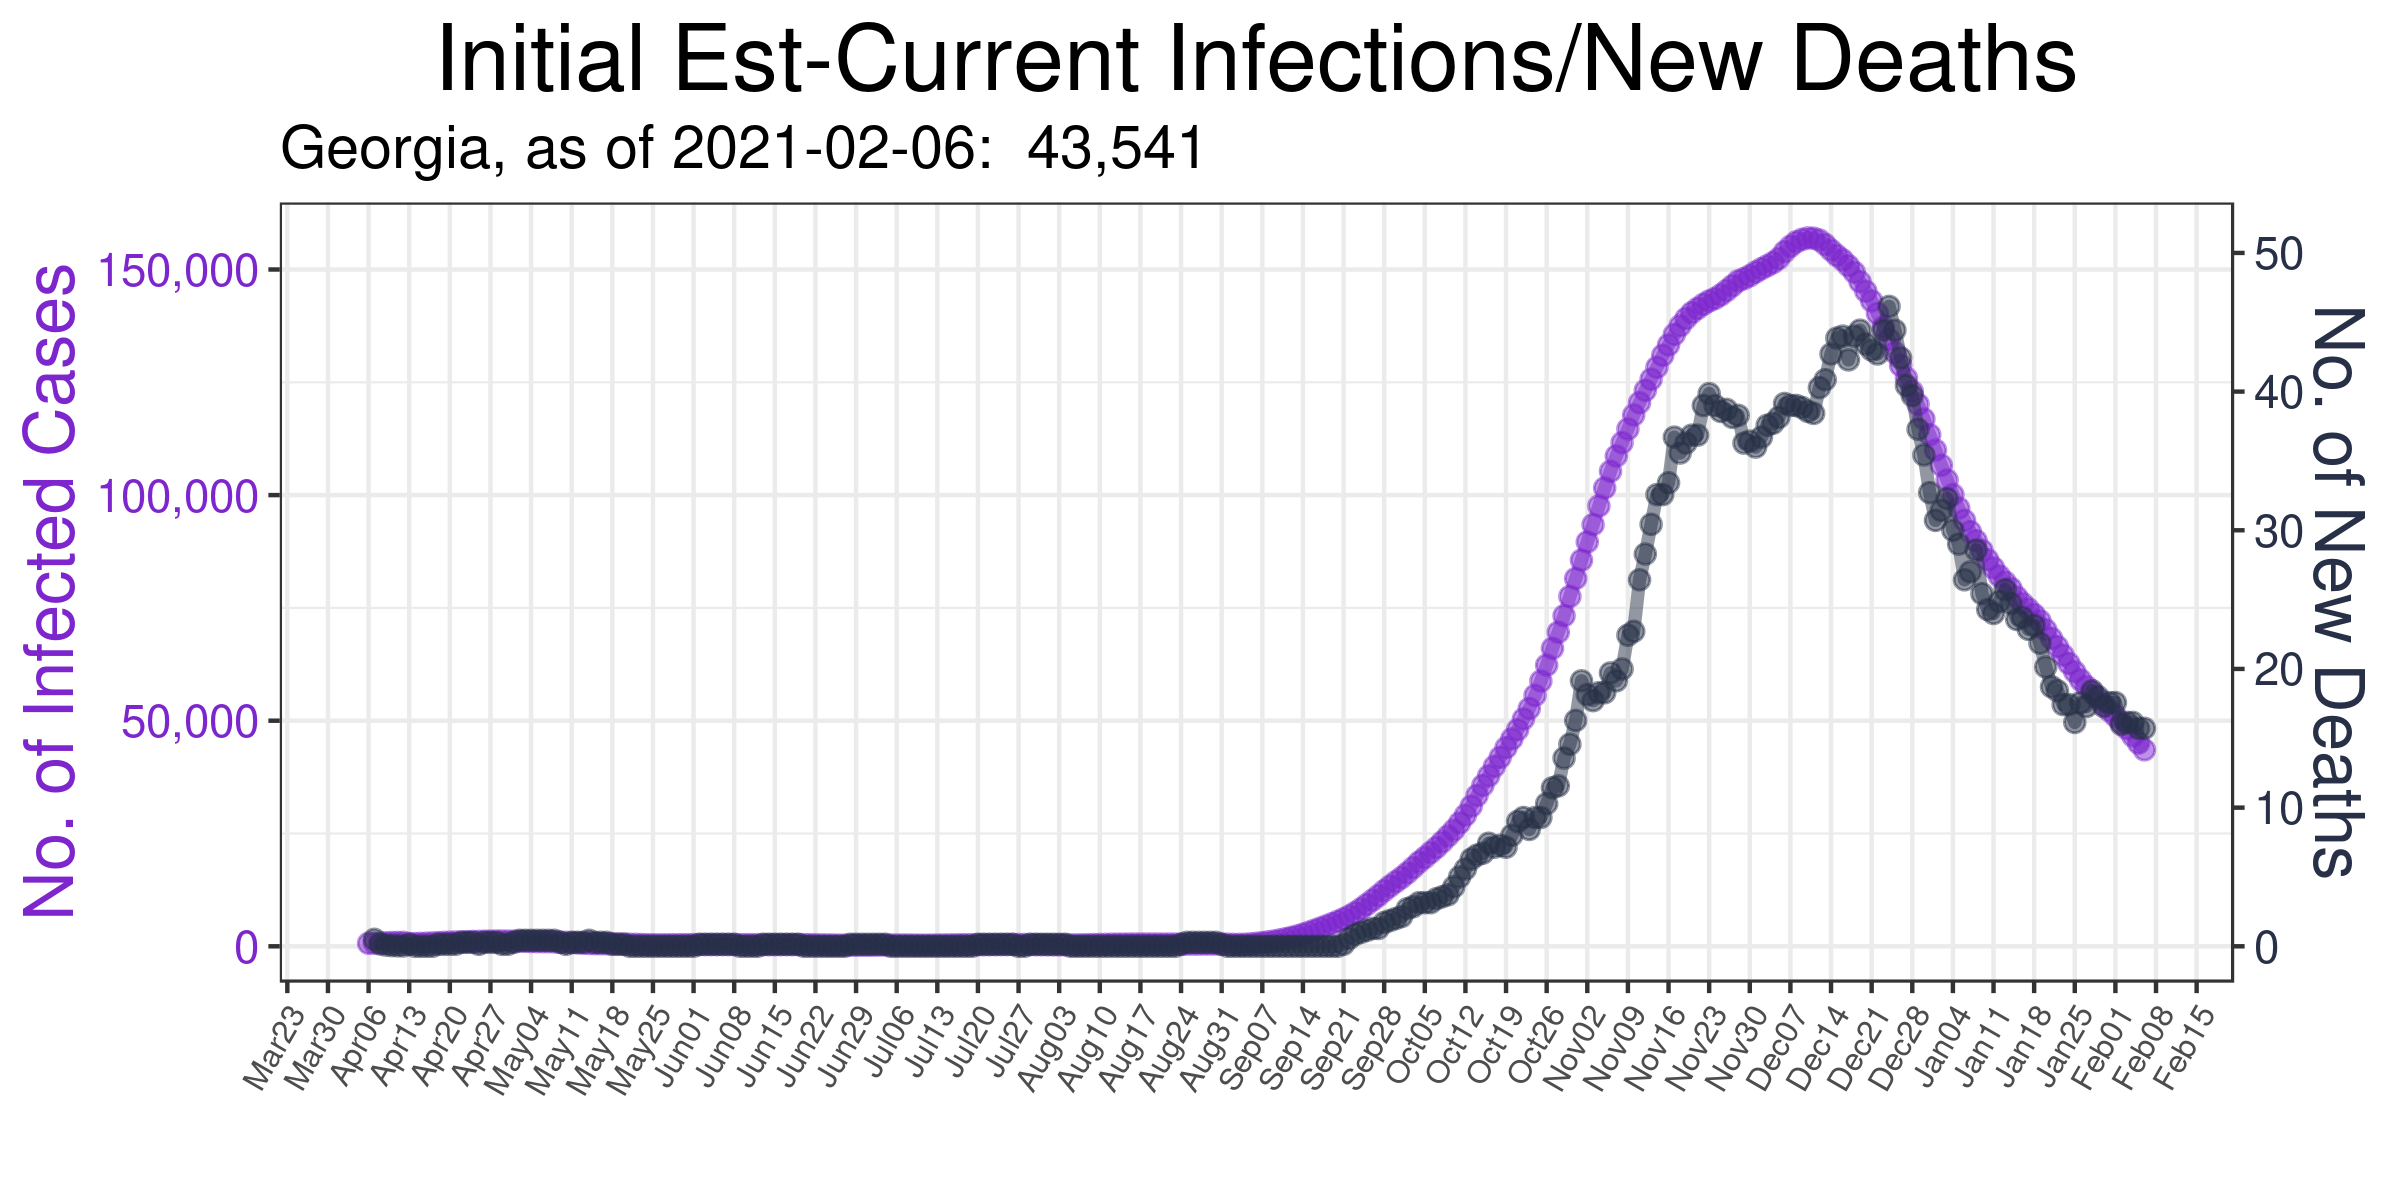 Initial Est-Current Infections/New Deaths
Georgia, as of 2021-02-06:  43,541
No. of Infected Cases
150,000
100,000
50,000
0
50
40
30
20
10
0
No. of New Deaths
Mar23
Mar30
Apr06
Apr13
Apr20
Apr27
May04
May11
May18
May25
Jun01
Jun08
Jun15
Jun22
Jun29
Jul06
Jul13
Jul20
Jul27
Aug03
Aug10
Aug17
Aug24
Aug31
Sep07
Sep14
Sep21
Sep28
Oct05
Oct12
Oct19
Oct26
Nov02
Nov09
Nov16
Nov23
Nov30
Dec07
Dec14
Dec21
Dec28
Jan04
Jan11
Jan18
Jan25
Feb01
Feb08
Feb15